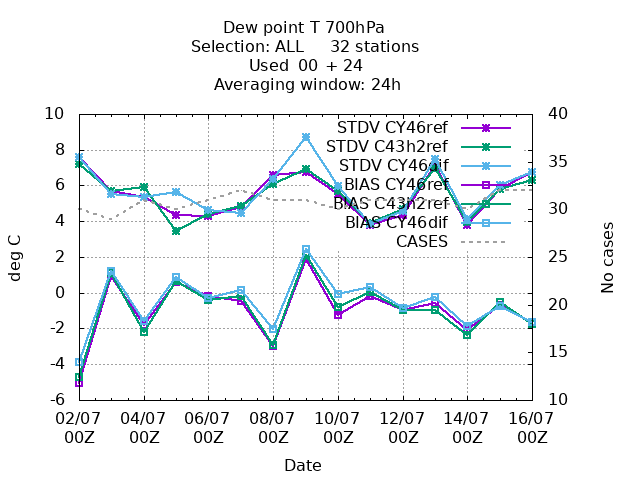 Dew point T 700hPa
Selection: ALL 32 stations
Used 00 + 24
Averaging window: 24h
10 40
STDV CY46ref
STDV C43h2ref
STDV CY46dif
BIAS CY46ref
BIAS C43h2ref
BIAS CY46dif
CASES
8
6
4
2
0
-2
-4
-6
35
30
25
20
15
10
deg C
No cases
02/07 04/07 06/07 08/07 10/07 12/07 14/07 16/07
00Z 00Z 00Z 00Z 00Z 00Z 00Z 00Z
Date